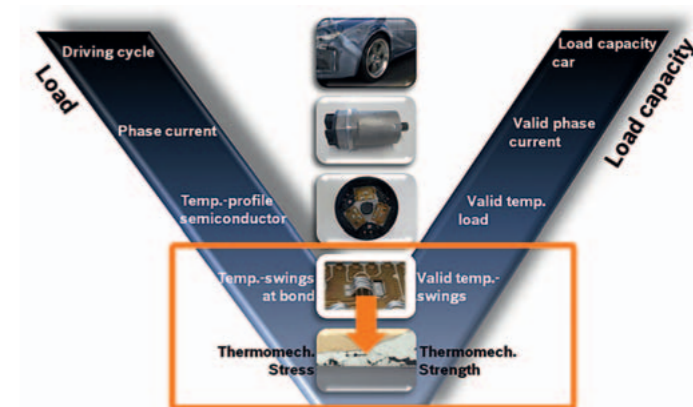 Driving cycle
Load capacity
car
Load
Load capacity
Phase current
Valid phase
current
Temp.-profile
semiconductor
Valid temp.
load
Temp.-swings
at bond
Valid temp.-
swings
Thermomech.
Stress
Thermomech.
Strength